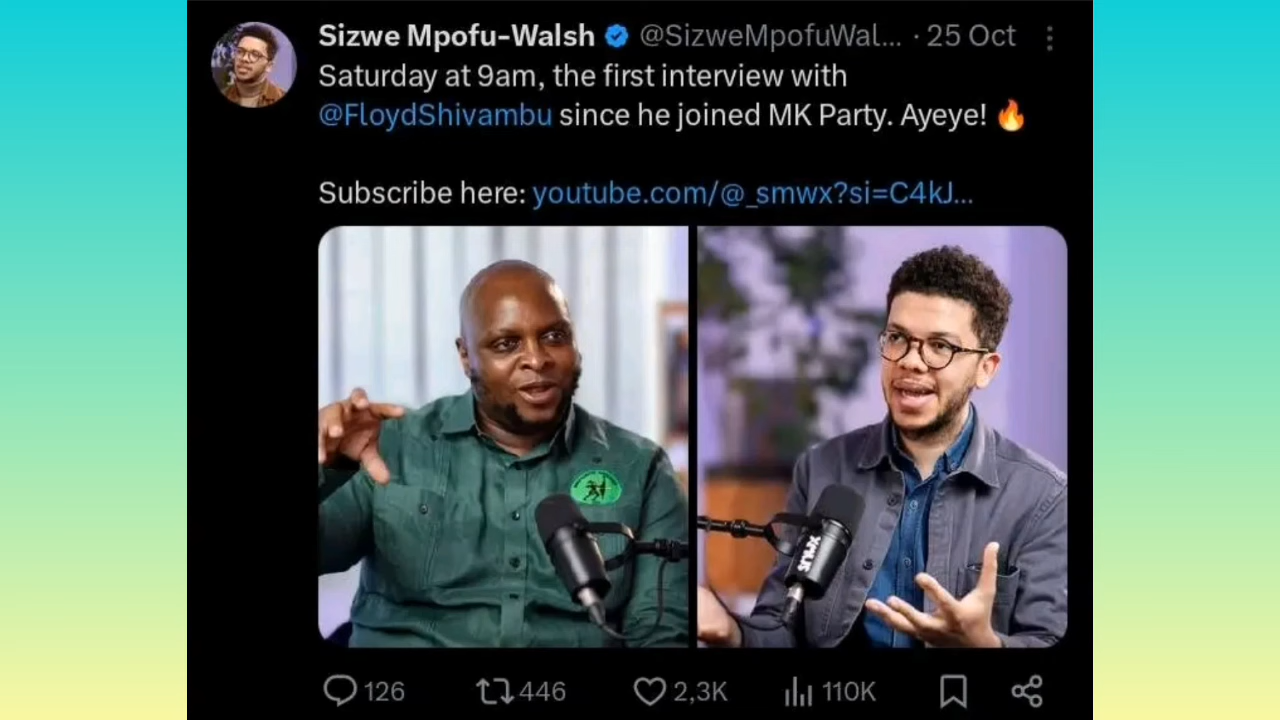 Sizwe Mpofu-Walsh @SizweMpofuWal... · 25 Oct
Saturday at 9am, the first interview with
@FloydShivambu since he joined MK Party. Ayeye! 🔥
Subscribe here: youtube.com/@_smwx?si=C4kJ...
SMWX
126 446 2,3K 110K